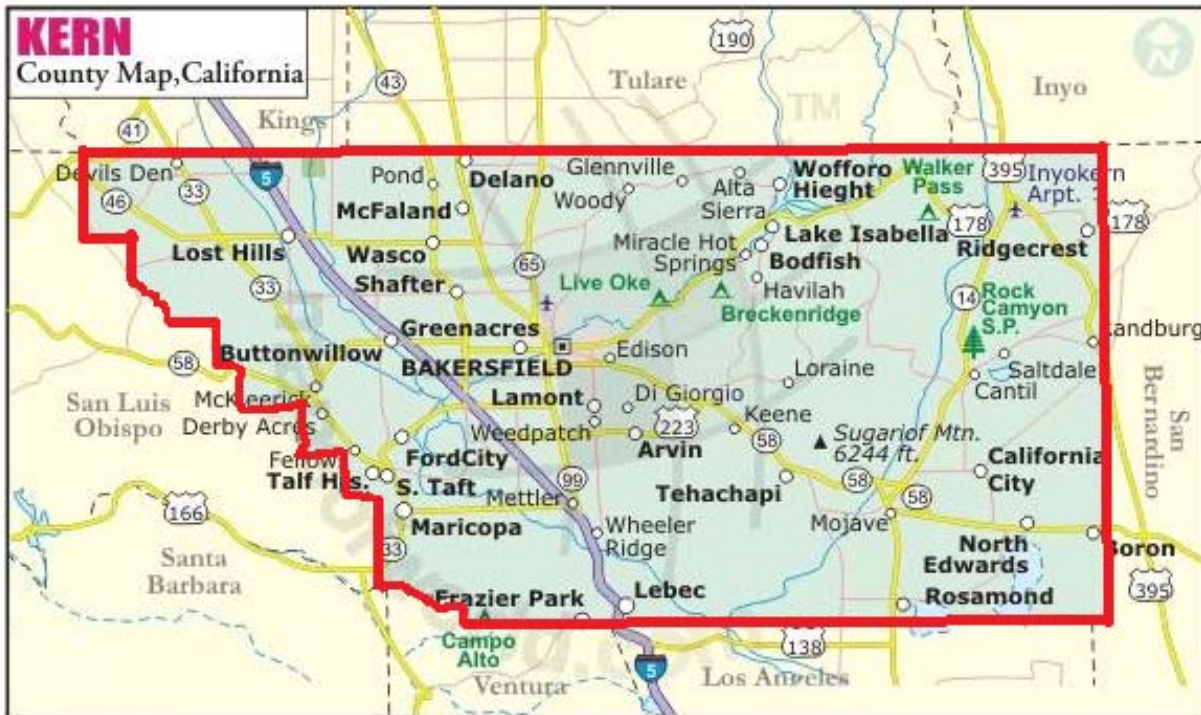 KERN
County Map,California
190
Tulare
Inyo
43
TM
Kings
41
Devils Den
5
Pond
Delano
Glennville
Woody
Alta
Sierra
Wofforo
Hieght
Walker
Pass
395
Inyokern
Arpt.
46
33
McFaland
178
178
Lost Hills
Wasco
65
Miracle Hot
Springs
Lake Isabella
Ridgecrest
Bodfish
Shafter
33
Live Oke
Havilah
Breckenridge
14
Rock
Camyon
S.P.
Greenacres
Landburg
Buttonwillow
58
BAKERSFIELD
Edison
Saltdale
Loraine
Cantil
San Luis
Obispo
McKieerick
Derby Acres
Lamont
Di Giorgio
San
Bernardino
Weedpatch
223
Keene
58
Sugariof Mtn.
6244 ft.
Arvin
Fellow
FordCity
Talf Hts.
S. Taft
99
Mettler
Tehachapi
58
58
California
City
166
Maricopa
Mojave
Wheeler
Ridge
33
North
Edwards
Boron
Santa
Barbara
395
Frazier Park
Lebec
Rosamond
Campo
Alto
138
5
Los Angeles
Ventura